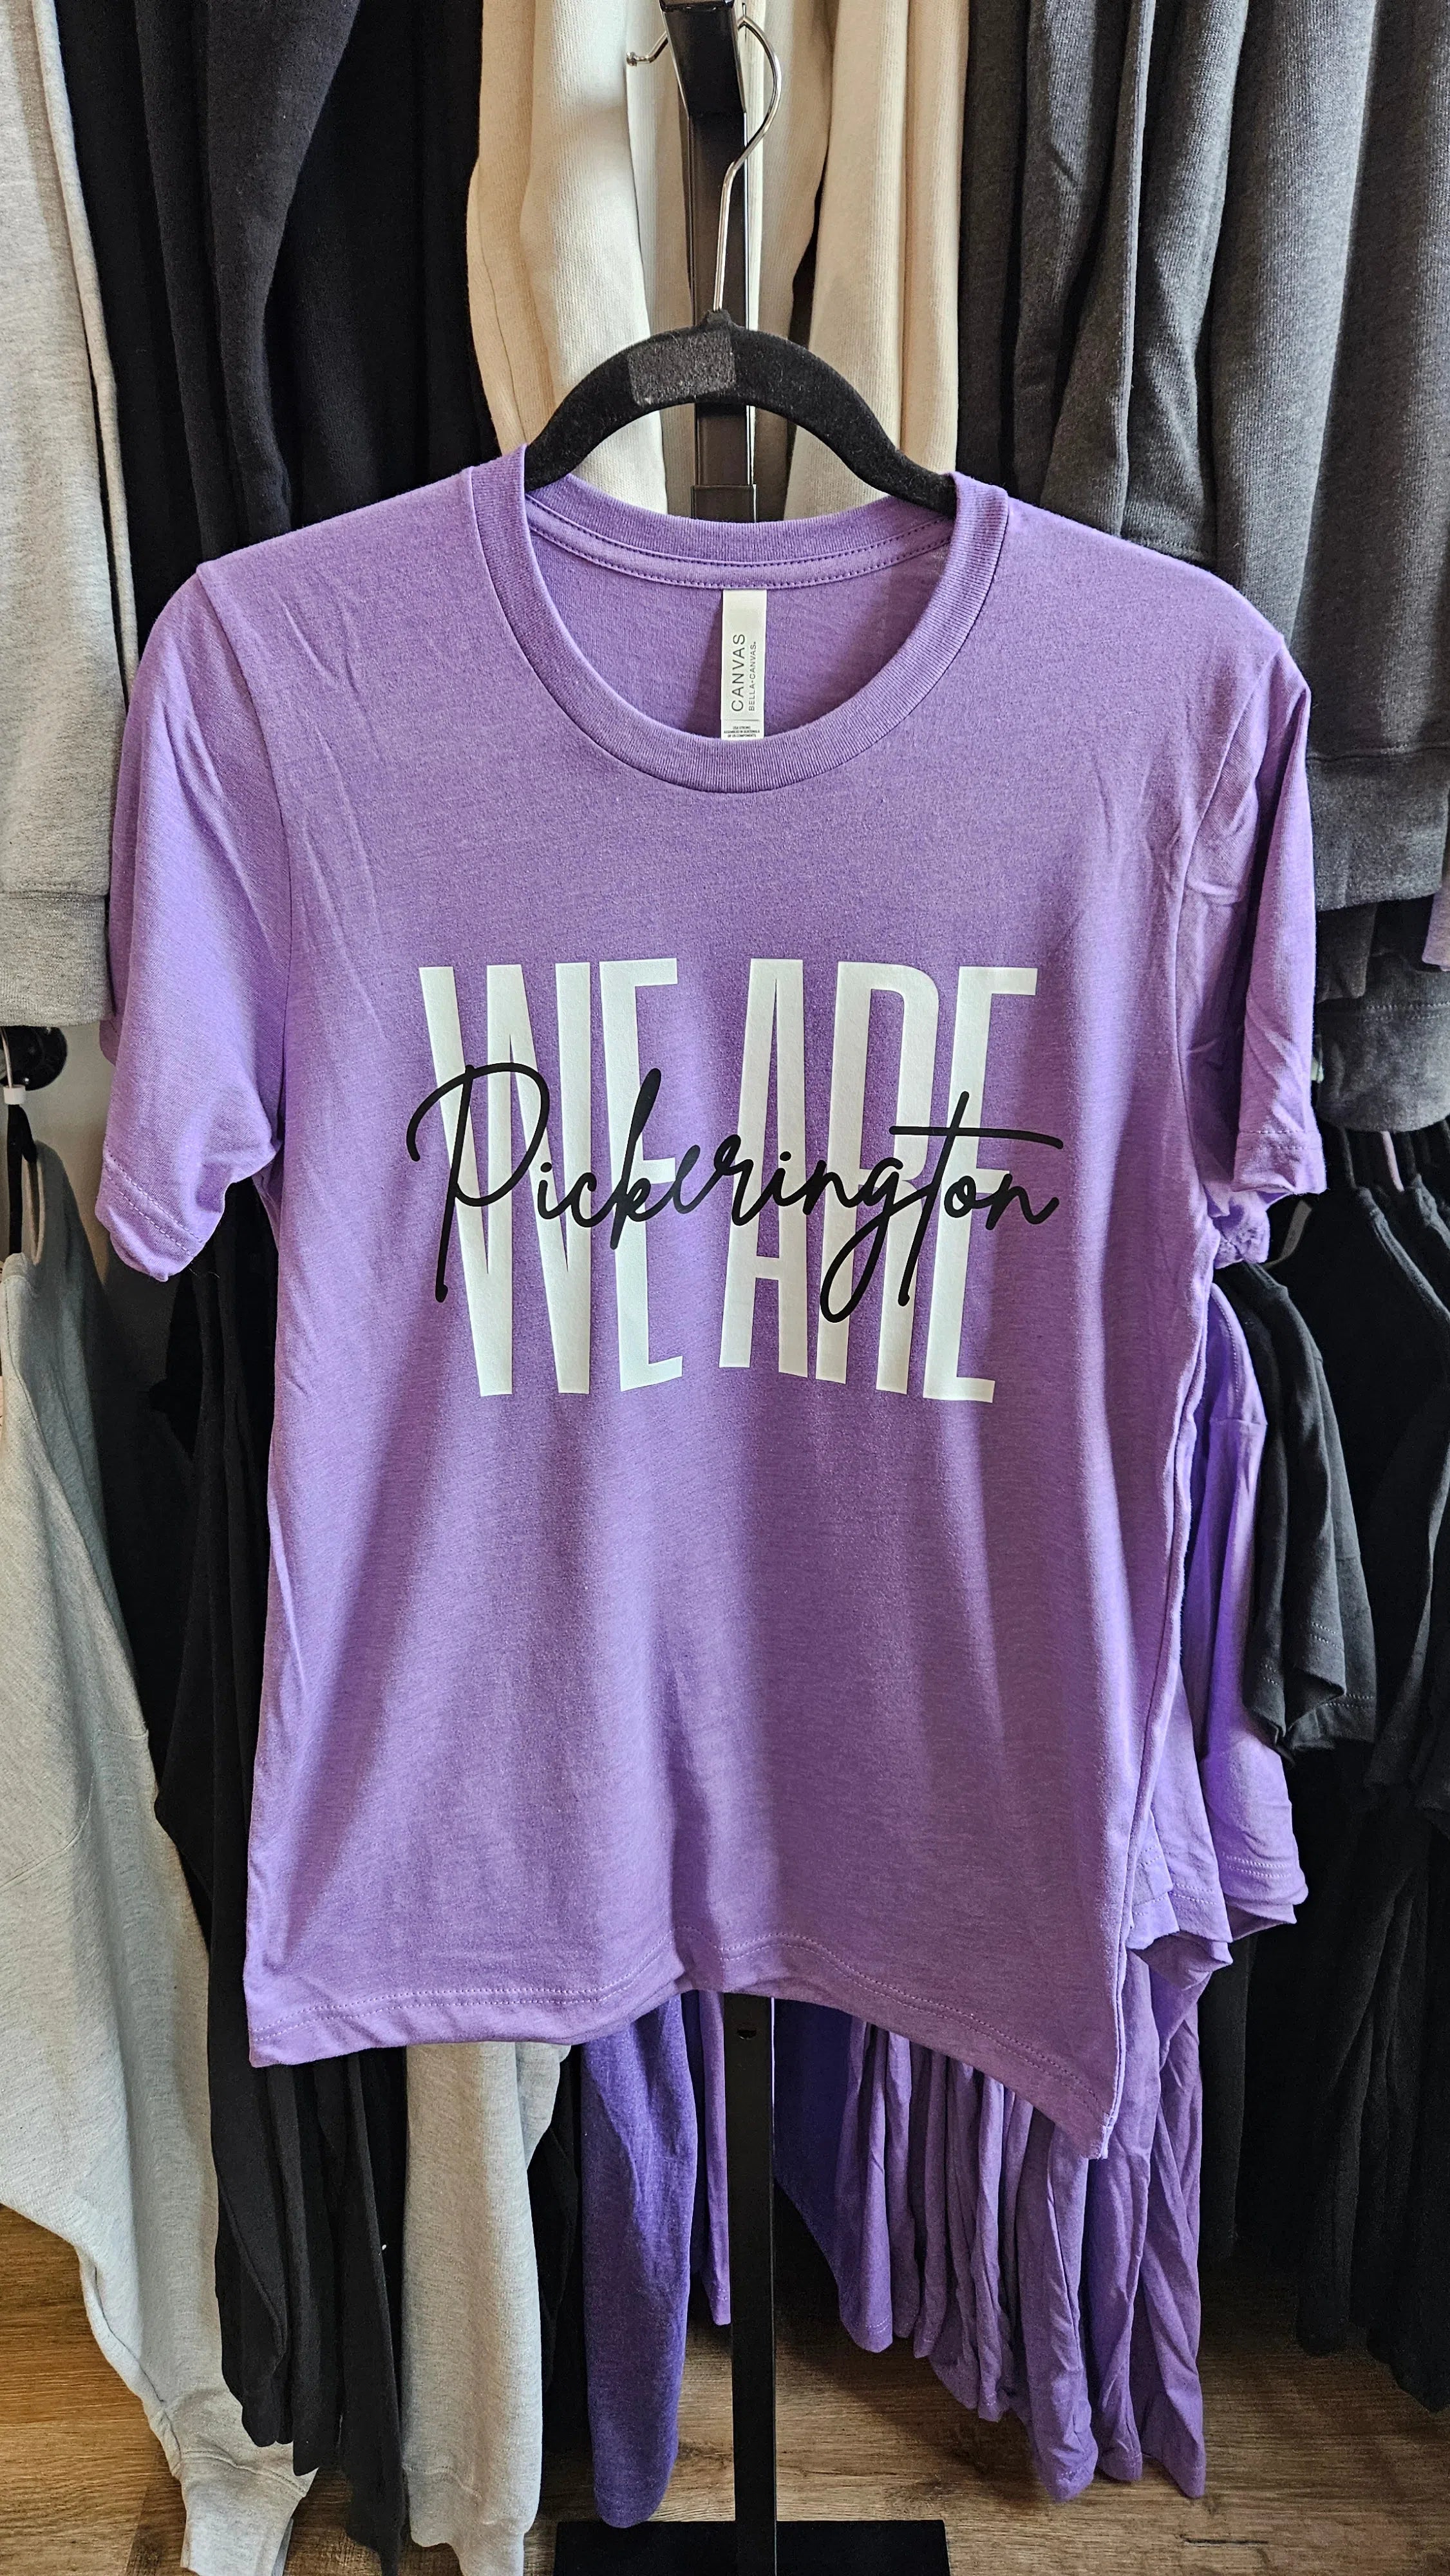 CANVAS
BELLA+CANVAS.
WE ARE
Pickerington